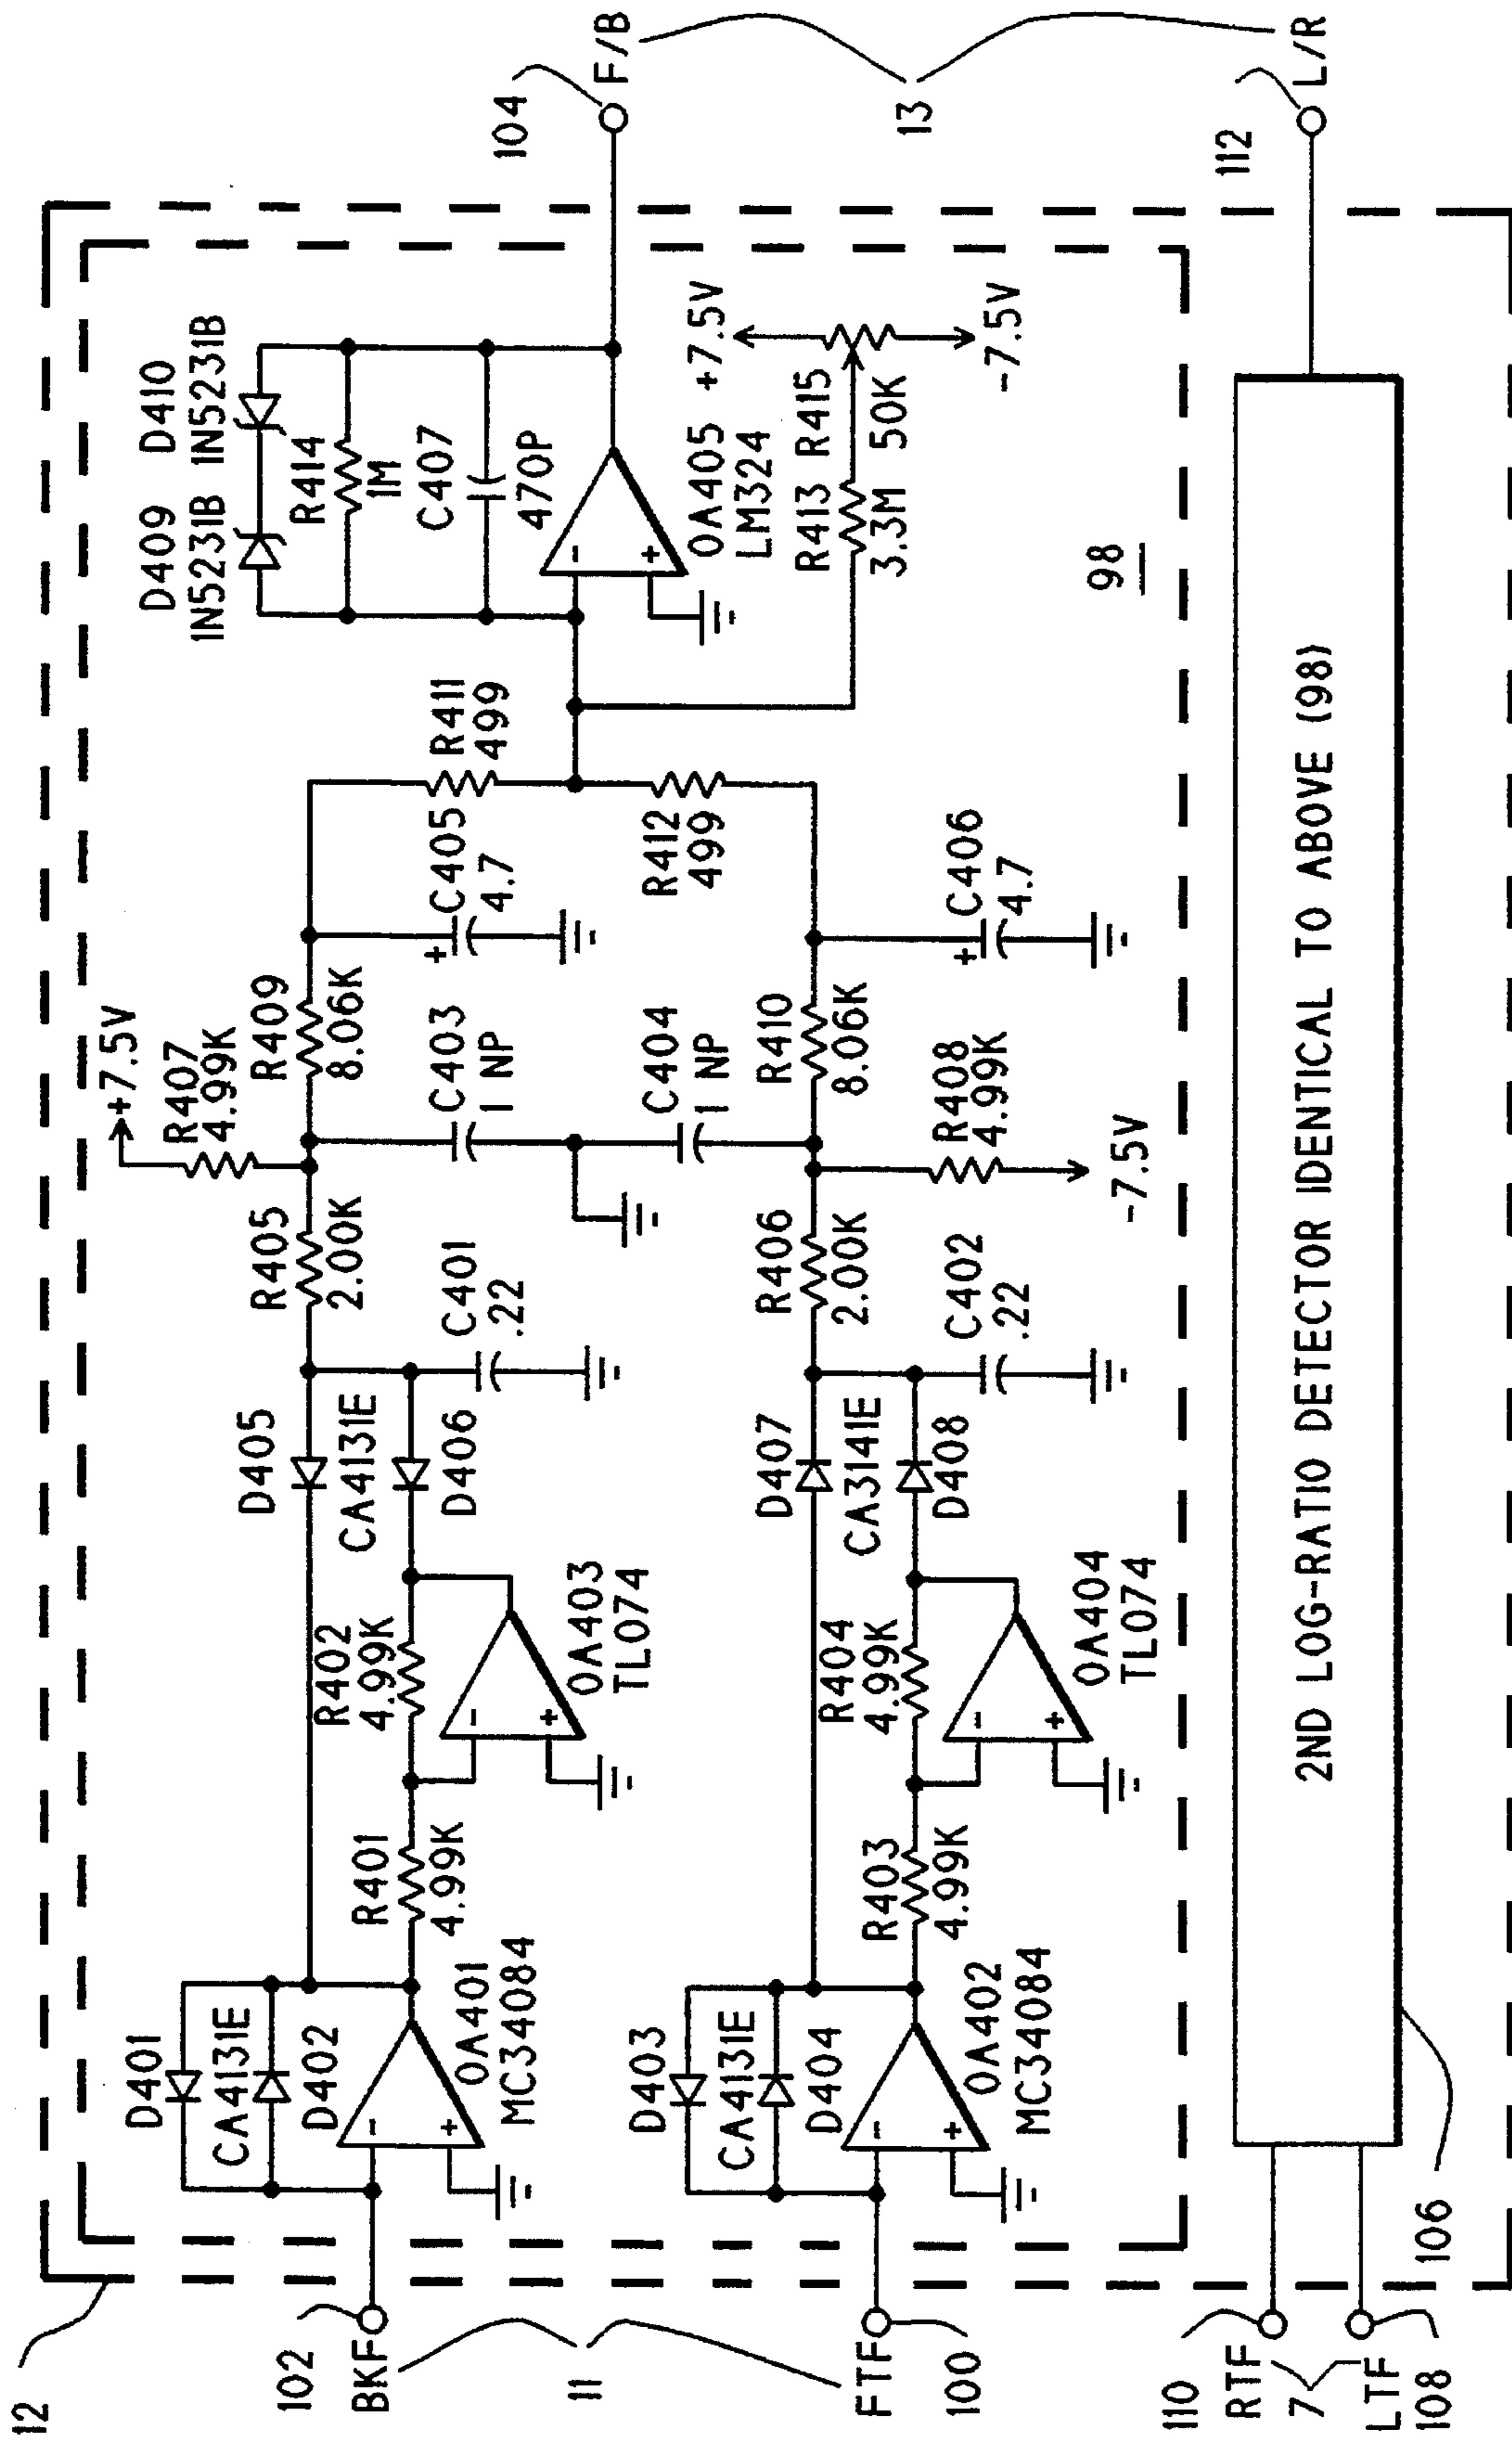 12
102
BKF
11
FTF
100
110
RTF
7
LTF
108
106
D401
CA4131E
D402
-
+
OA401
MC34084
R401
4.99K
R402
4.99K
-
+
OA403
TL074
D405
CA4131E
D406
C401
.22
R405
2.00K
+7.5V
R407
4.99K
R409
8.06K
C403
1 NP
C404
1 NP
C405
+
4.7
R411
499
R412
499
D403
CA4131E
D404
-
+
OA402
MC34084
R403
4.99K
R404
4.99K
-
+
OA404
TL074
D407
CA3141E
D408
C402
.22
R406
2.00K
R408
4.99K
-7.5V
R410
8.06K
C406
+
4.7
D409
1N5231B
D410
1N5231B
R414
1M
C407
470P
-
+
OA405
LM324
R413
3.3M
R415
50K
+7.5V
-7.5V
98
104
F/B
13
112
L/R
2ND LOG-RATIO DETECTOR IDENTICAL TO ABOVE (98)